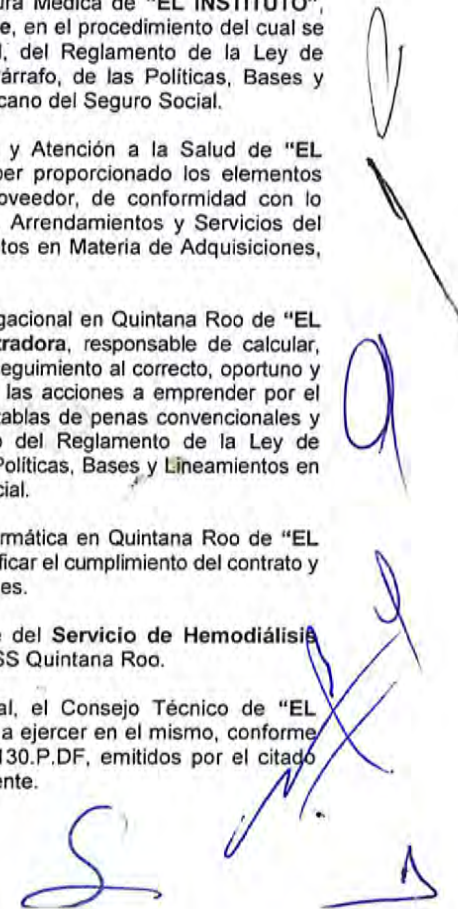 ura Médica de "EL INSTITUTO",
e, en el procedimiento del cual se
l, del Reglamento de la Ley de
árrafo, de las Políticas, Bases y
cano del Seguro Social.
y Atención a la Salud de "EL
ber proporcionado los elementos
oveedor, de conformidad con lo
Arrendamientos y Servicios del
tos en Materia de Adquisiciones,
gacional en Quintana Roo de "EL
tradora, responsable de calcular,
eguimiento al correcto, oportuno y
las acciones a emprender por el
tablas de penas convencionales y
o del Reglamento de la Ley de
Políticas, Bases y Lineamientos en
cial.
rmática en Quintana Roo de "EL
ificar el cumplimiento del contrato y
es.
e del Servicio de Hemodiálisis
SS Quintana Roo.
al, el Consejo Técnico de "EL
a ejercer en el mismo, conforme
130.P.DF, emitidos por el citado
ente.